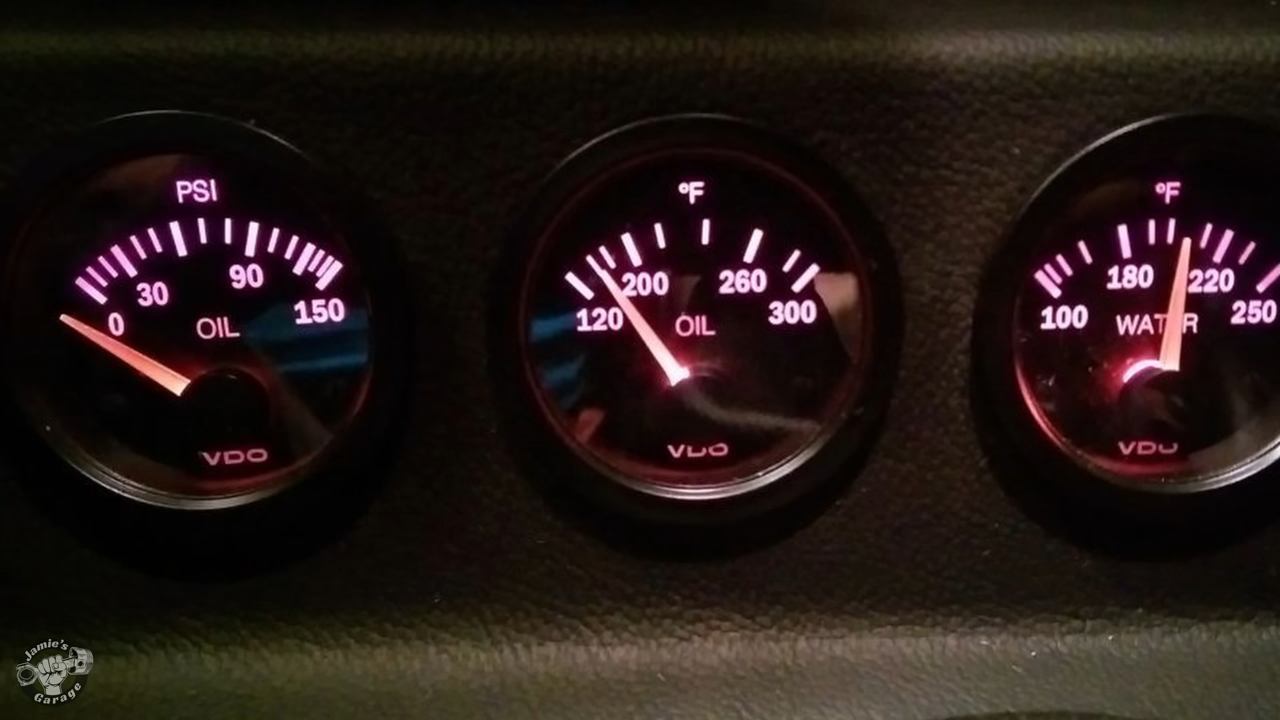 PSI
0 30 90 150
OIL
VDO
°F
120 200 260 300
OIL
VDO
°F
100 180 220 250
WATER
VDO
Jamie's
Garage